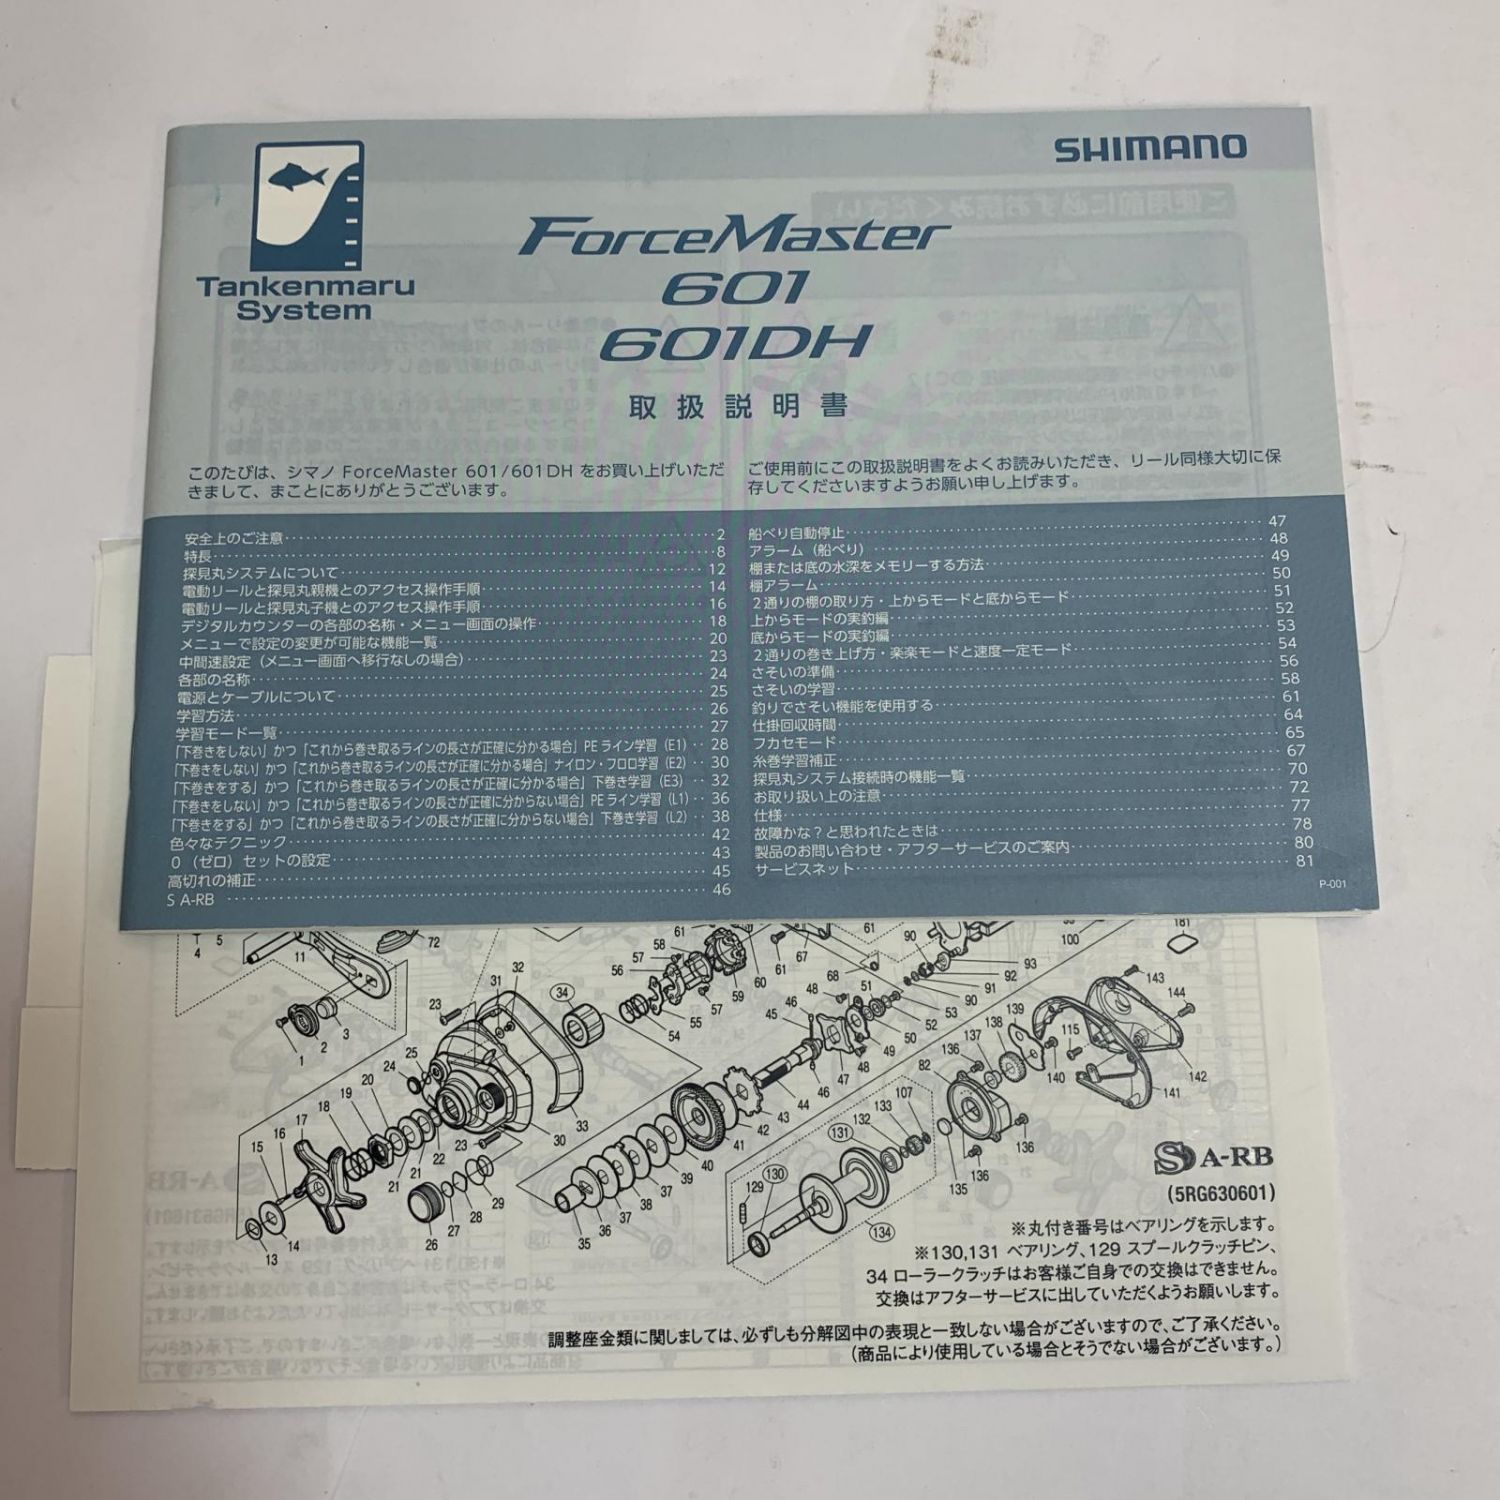 SHIMANO
Tankenmaru
System
ForceMaster
601
601DH
取扱説明書
このたびは、シマノ ForceMaster 601/601DH をお買い上げいただ
きまして、まことにありがとうございます。
ご使用前にこの取扱説明書をよくお読みいただき、リール同様大切に保
存してくださいますようお願い申し上げます。
安全上のご注意 2
特長 8
探見丸システムについて 12
電動リールと探見丸親機とのアクセス操作手順 14
電動リールと探見丸子機とのアクセス操作手順 16
デジタルカウンターの各部の名称・メニュー画面の操作 18
メニューで設定の変更が可能な機能一覧 20
中間速設定（メニュー画面へ移行なしの場合） 23
各部の名称 24
電源とケーブルについて 25
学習方法 26
学習モード一覧 27
「下巻きをしない」かつ「これから巻き取るラインの長さが正確に分かる場合」PEライン学習（E1） 28
「下巻きをしない」かつ「これから巻き取るラインの長さが正確に分かる場合」ナイロン・フロロ学習（E2） 30
「下巻きをする」かつ「これから巻き取るラインの長さが正確に分かる場合」下巻き学習（E3） 32
「下巻きをしない」かつ「これから巻き取るラインの長さが正確に分からない場合」PEライン学習（L1） 36
「下巻きをする」かつ「これから巻き取るラインの長さが正確に分からない場合」下巻き学習（L2） 38
色々なテクニック 42
0（ゼロ）セットの設定 43
高切れの補正 45
S A-RB 46
船べり自動停止 47
アラーム（船べり） 48
棚または底の水深をメモリーする方法 49
棚アラーム 50
2通りの棚の取り方・上からモードと底からモード 51
上からモードの実釣編 52
底からモードの実釣編 53
2通りの巻き上げ方・楽楽モードと速度一定モード 54
さそいの準備 56
さそいの学習 58
釣りでさそい機能を使用する 61
仕掛回収時間 64
フカセモード 65
糸巻学習補正 67
探見丸システム接続時の機能一覧 70
お取り扱い上の注意 72
仕様 77
故障かな？と思われたときは 78
製品のお問い合わせ・アフターサービスのご案内 80
サービスネット 81
P-001
S A-RB
(5RG630601)
※丸付き番号はベアリングを示します。
※130,131 ベアリング、129 スプールクラッチピン、
34 ローラークラッチはお客様ご自身での交換はできません。
交換はアフターサービスに出していただくようお願いします。
調整座金類に関しましては、必ずしも分解図中の表現と一致しない場合がございますので、ご了承ください。
(商品により使用している場合とそうでない場合がございます。)